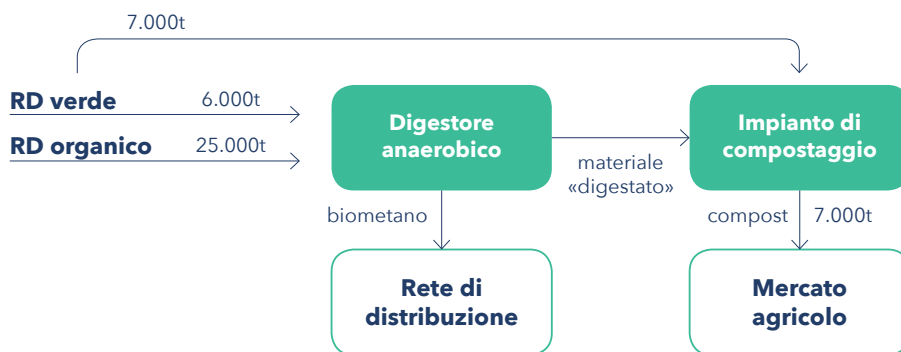 7.000t
RD verde 6.000t
RD organico 25.000t
Digestore
anaerobico
materiale
«digestato»
Impianto di
compostaggio
biometano
compost 7.000t
Rete di
distribuzione
Mercato
agricolo